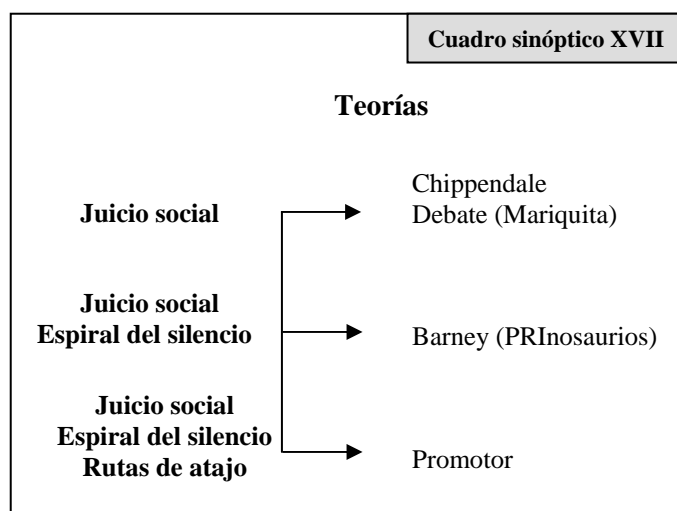 Cuadro sinóptico XVII
Teorías
Juicio social
Chippendale
Debate (Mariquita)
Juicio social
Espiral del silencio
Barney (PRInosaurios)
Juicio social
Espiral del silencio
Rutas de atajo
Promotor